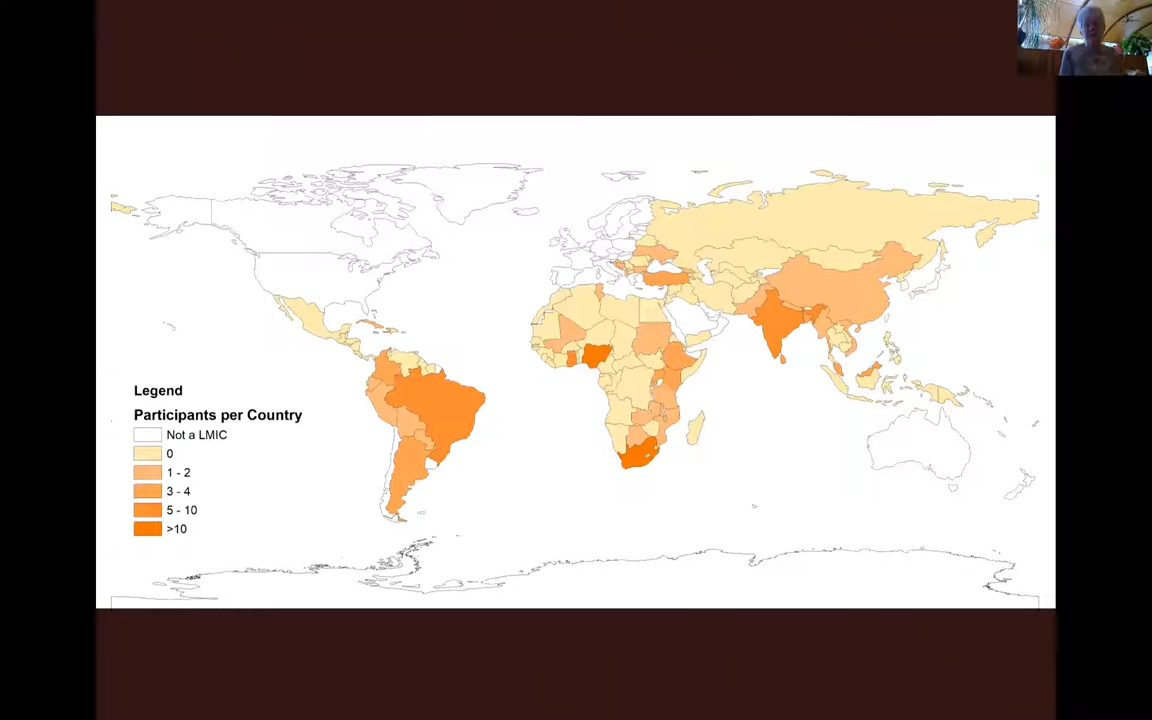 Legend
Participants per Country
Not a LMIC
0
1 - 2
3 - 4
5 - 10
>10